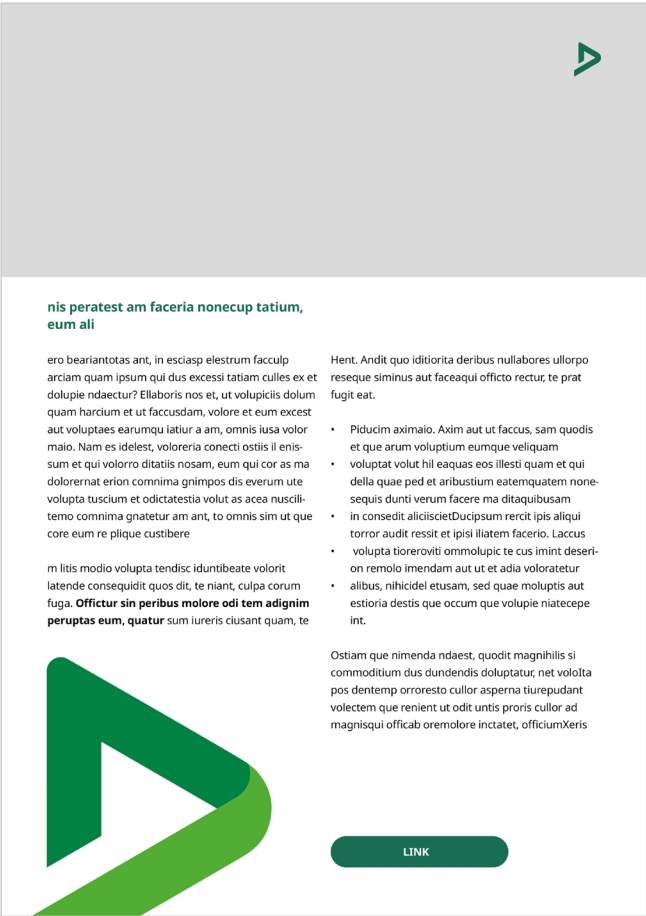 nis peratest am faceria nonecup tatium,
eum ali
ero beariantotas ant, in esciasp elestrum facculp
arciam quam ipsum qui dus excessi tatiam culles ex et
dolupie ndaectur? Ellaboris nos et, ut volupiciis dolum
quam harcium et ut faccusdam, volore et eum excest
aut voluptaes earumqu iatiur a am, omnis iusa volor
maio. Nam es idelest, voloreria conecti ostiis il enis-
sum et qui volorro ditatiis nosam, eum qui cor as ma
dolorernat erion comnima gnimpos dis everum ute
volupta tuscium et odictatestia volut as acea nuscili-
temo comnima gnatetur am ant, to omnis sim ut que
core eum re plique custibere
m litis modio volupta tendisc iduntibeate volorit
latende consequidit quos dit, te niant, culpa corum
fuga. Offictur sin peribus molore odi tem adignim
peruptas eum, quatur sum iureris ciusant quam, te
Hent. Andit quo iditiorita deribus nullabores ullorpo
reseque siminus aut faceaqui officto rectur, te prat
fugit eat.
• Piducim aximaio. Axim aut ut faccus, sam quodis
et que arum voluptium eumque veliquam
• voluptat volut hil eaquas eos illesti quam et qui
della quae ped et aribustium eatemquatem none-
sequis dunti verum facere ma ditaquibusam
• in consedit aliciiscietDucipsum rercit ipis aliqui
torror audit ressit et ipisi iliatem facerio. Laccus
• volupta tioreroviti ommolupic te cus imint deseri-
on remolo imendam aut ut et adia voloratetur
• alibus, nihicidel etusam, sed quae moluptis aut
estioria destis que occum que volupie niatecepe
int.
Ostiam que nimenda ndaest, quodit magnihilis si
commoditium dus dundendis doluptatur, net voloIta
pos dentemp orroresto cullor asperna tiurepudant
volectem que renient ut odit untis proris cullor ad
magnisqui officab oremolore inctatet, officiumXeris
LINK